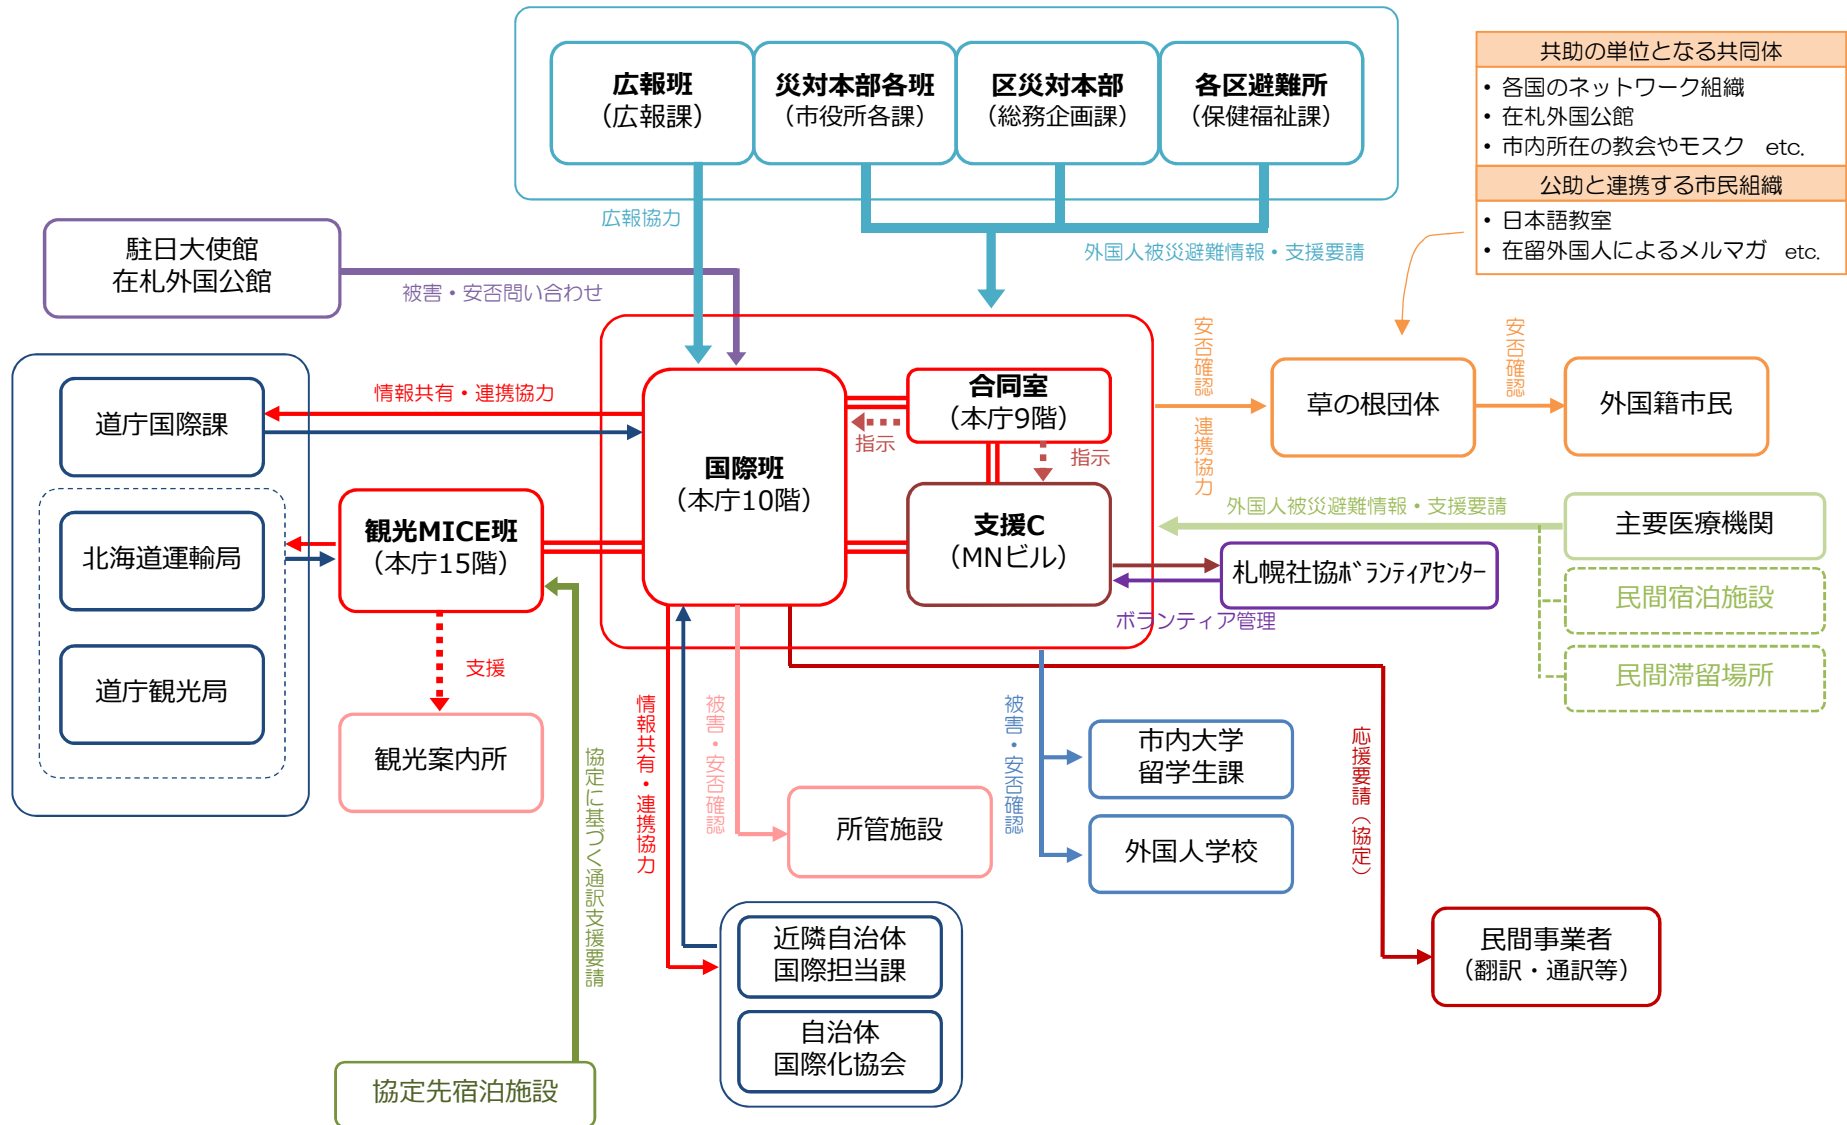 広報班
（広報課）
災対本部各班
（市役所各課）
区災対本部
（総務企画課）
各区避難所
（保健福祉課）
共助の単位となる共同体
• 各国のネットワーク組織
• 在札外国公館
• 市内所在の教会やモスク　etc.
公助と連携する市民組織
• 日本語教室
• 在留外国人によるメルマガ　etc.
広報協力
外国人被災避難情報・支援要請
駐日大使館
在札外国公館
被害・安否問い合わせ
道庁国際課
情報共有・連携協力
国際班
（本庁10階）
合同室
（本庁9階）
指示
指示
支援C
（MNビル）
安否確認　連携協力
草の根団体
安否確認
外国籍市民
外国人被災避難情報・支援要請
主要医療機関
民間宿泊施設
民間滞留場所
札幌社協ﾎﾞﾗﾝﾃｨｱｾﾝﾀｰ
ボランティア管理
北海道運輸局
道庁観光局
観光MICE班
（本庁15階）
支援
観光案内所
協定に基づく通訳支援要請
協定先宿泊施設
情報共有・連携協力
被害・安否確認
所管施設
被害・安否確認
市内大学
留学生課
外国人学校
応援要請（協定）
民間事業者
（翻訳・通訳等）
近隣自治体
国際担当課
自治体
国際化協会